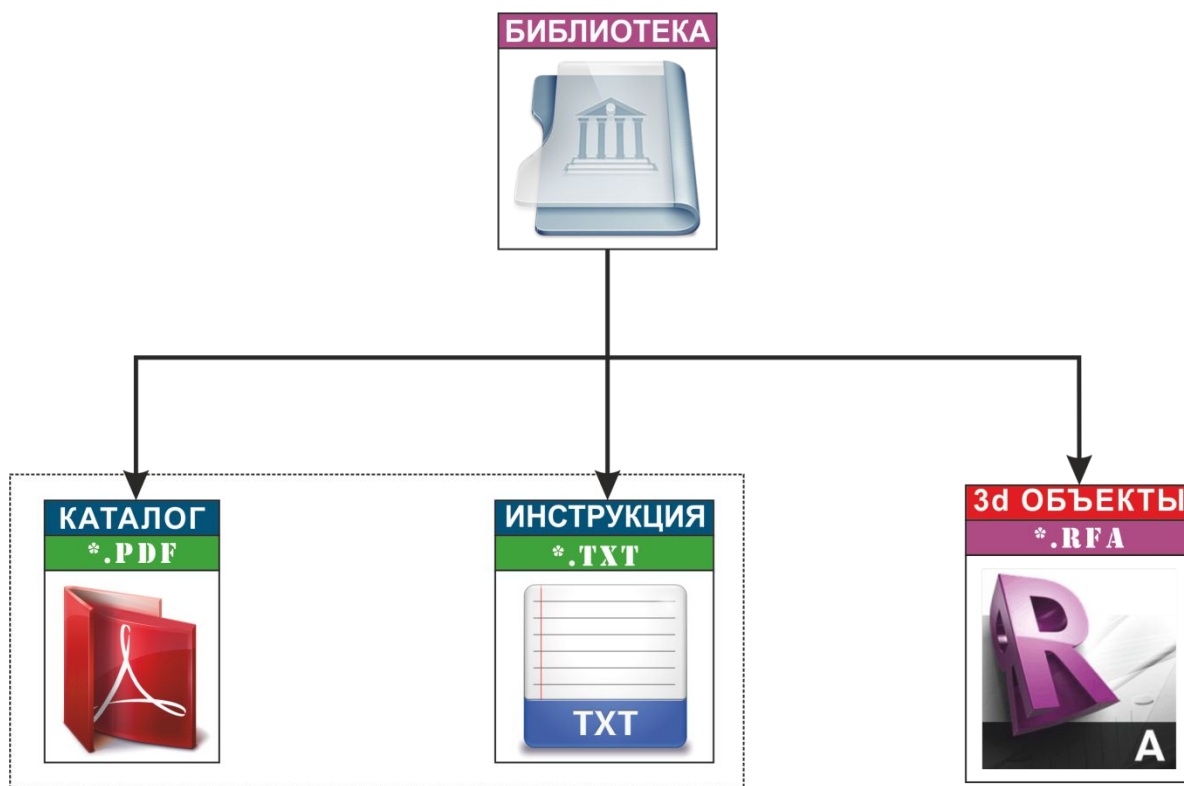 БИБЛИОТЕКА
КАТАЛОГ
*.PDF
ИНСТРУКЦИЯ
*.TXT
TXT
3d ОБЪЕКТЫ
*.RFA
R
A